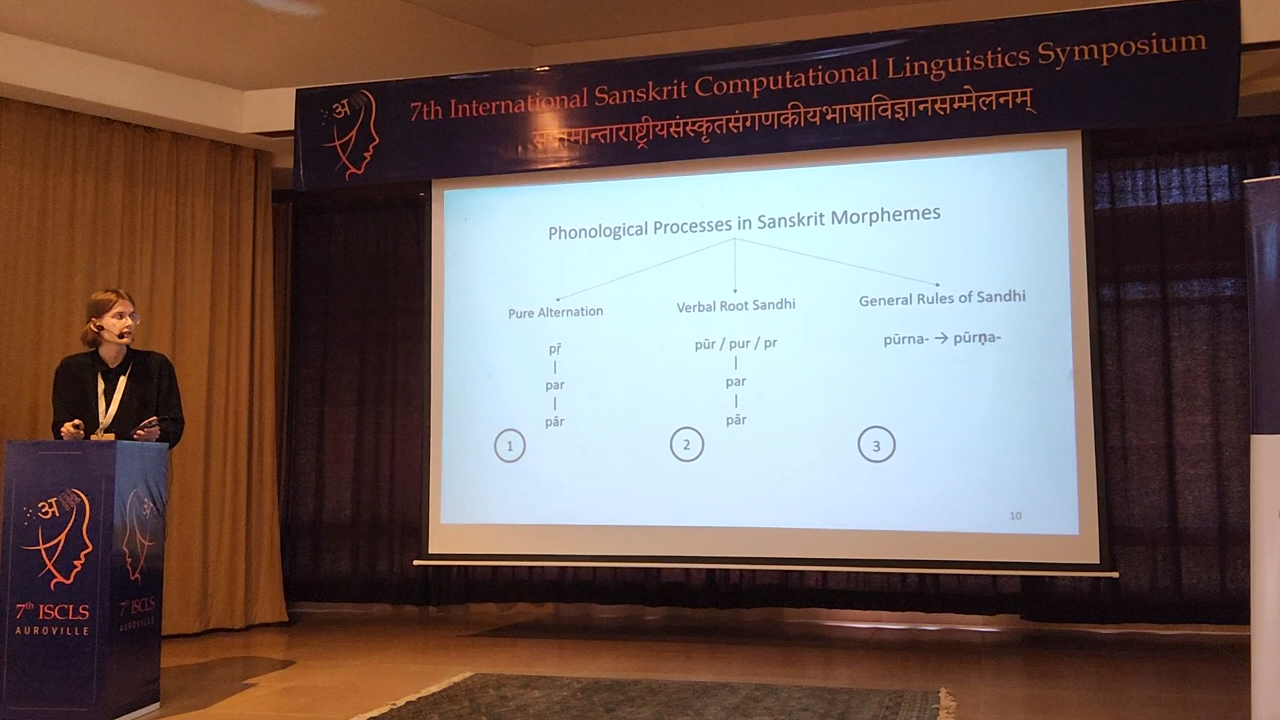 7th International Sanskrit Computational Linguistics Symposium
सप्तमान्ताराष्ट्रीयसंस्कृतसंगणकीयभाषाविज्ञानसम्मेलनम्
अ
Phonological Processes in Sanskrit Morphemes
Pure Alternation
pr̥̄
|
par
|
pār
1
Verbal Root Sandhi
pūr / pur / pr
|
par
|
pār
2
General Rules of Sandhi
pūrna- → pūrṇa-
3
10
अ
7th ISCLS
AUROVILLE
अ
7th ISCLS
AUROVILLE